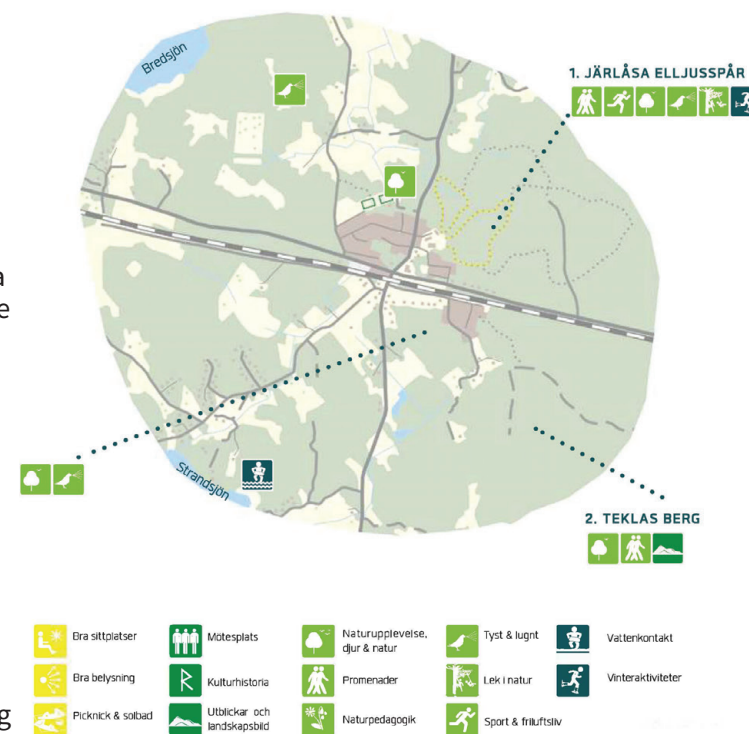 Bredsjön
1. JÄRLÅSA ELLJUSSPÅR
a
e
Strandsjön
2. TEKLAS BERG
Bra sittplatser
Mötesplats
Naturupplevelse,
djur & natur
Tyst & lugnt
Vattenkontakt
Bra belysning
Kulturhistoria
Promenader
Lek i natur
Vinteraktiviteter
Picknick & solbad
Utblickar och
landskapsbild
Naturpedagogik
Sport & friluftsliv
g